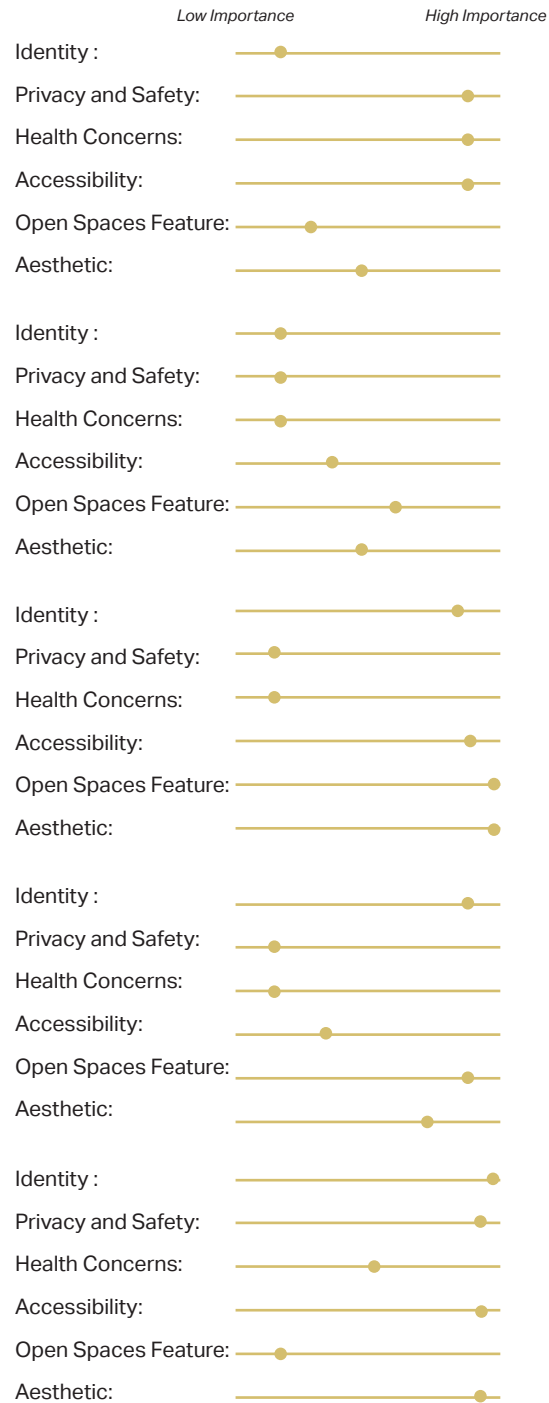 Low Importance High Importance
Identity :
Privacy and Safety:
Health Concerns:
Accessibility:
Open Spaces Feature:
Aesthetic:
Identity :
Privacy and Safety:
Health Concerns:
Accessibility:
Open Spaces Feature:
Aesthetic:
Identity :
Privacy and Safety:
Health Concerns:
Accessibility:
Open Spaces Feature:
Aesthetic:
Identity :
Privacy and Safety:
Health Concerns:
Accessibility:
Open Spaces Feature:
Aesthetic:
Identity :
Privacy and Safety:
Health Concerns:
Accessibility:
Open Spaces Feature:
Aesthetic: